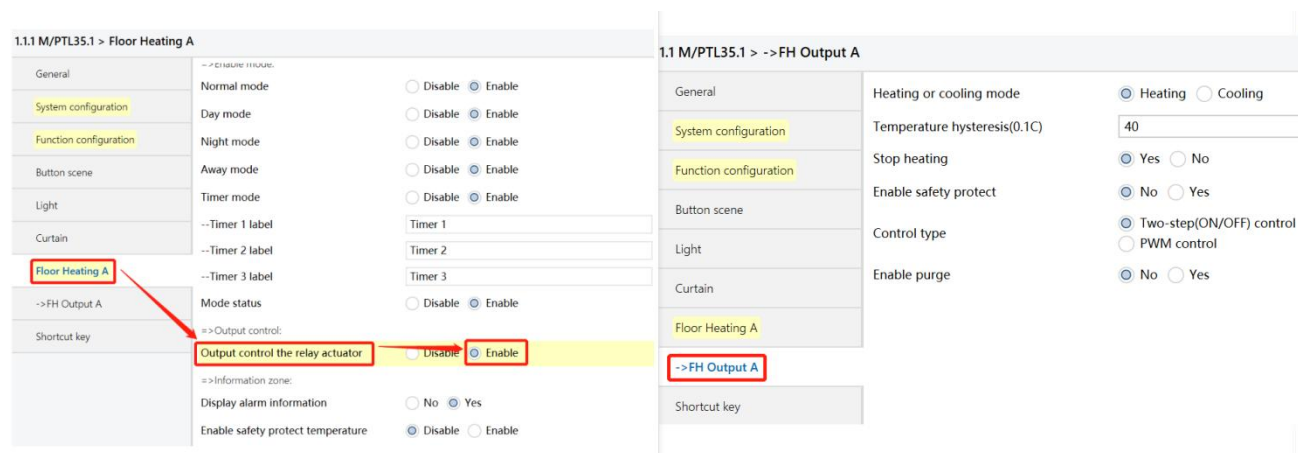 1.1.1 M/PTL35.1 > Floor Heating A
General
System configuration
Function configuration
Button scene
Light
Curtain
Floor Heating A
->FH Output A
Shortcut key
=>Enable mode:
Normal mode Disable Enable
Day mode Disable Enable
Night mode Disable Enable
Away mode Disable Enable
Timer mode Disable Enable
--Timer 1 label Timer 1
--Timer 2 label Timer 2
--Timer 3 label Timer 3
Mode status Disable Enable
=>Output control:
Output control the relay actuator Disable Enable
=>Information zone:
Display alarm information No Yes
Enable safety protect temperature Disable Enable
1.1 M/PTL35.1 > ->FH Output A
General
System configuration
Function configuration
Button scene
Light
Curtain
Floor Heating A
->FH Output A
Shortcut key
Heating or cooling mode Heating Cooling
Temperature hysteresis(0.1C) 40
Stop heating Yes No
Enable safety protect No Yes
Control type Two-step(ON/OFF) control
PWM control
Enable purge No Yes